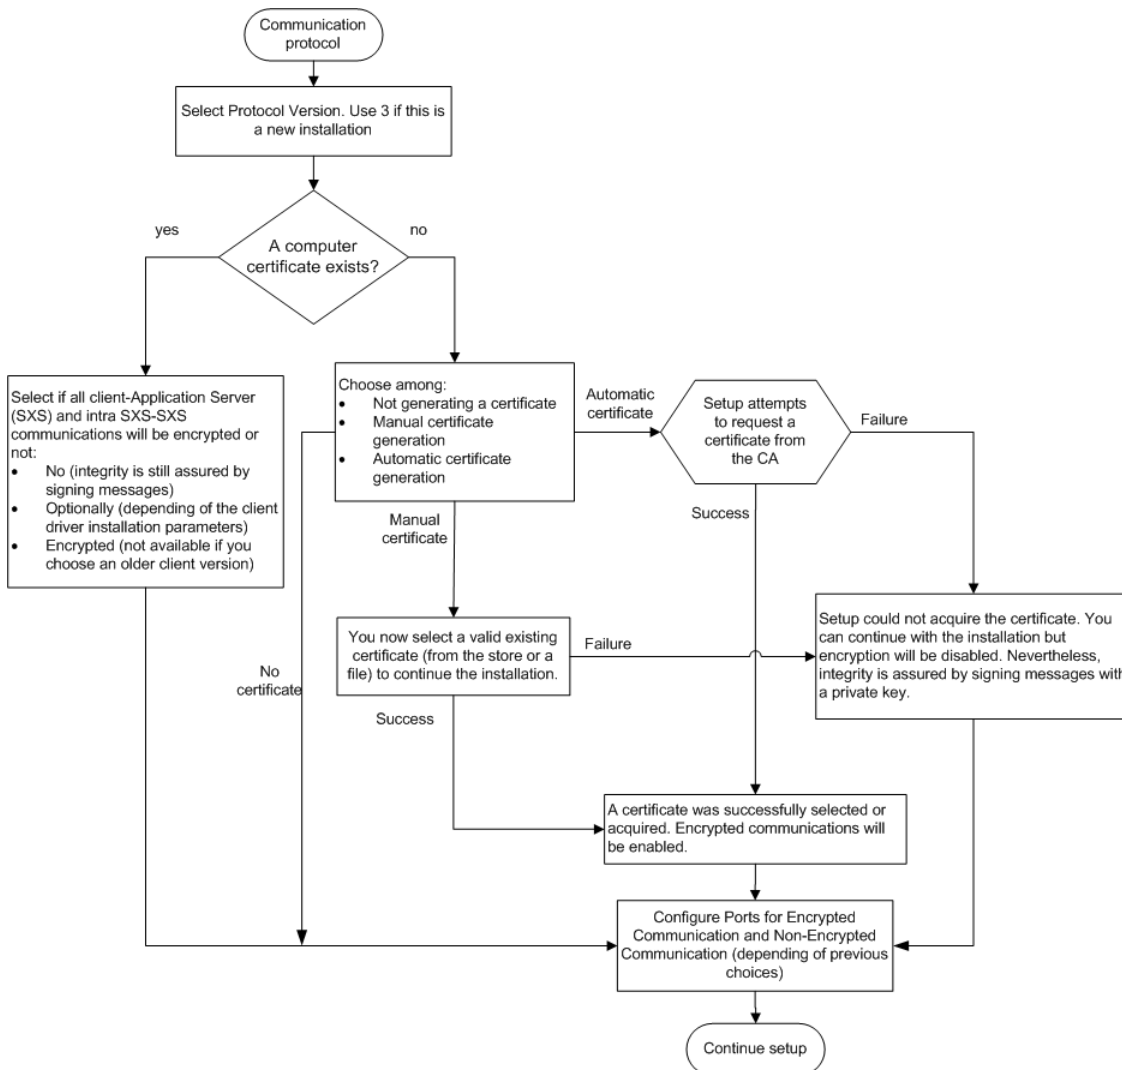 Communication
protocol
Select Protocol Version. Use 3 if this is
a new installation
yes
no
A computer
certificate exists?
Select if all client-Application Server
(SXS) and intra SXS-SXS
communications will be encrypted or
not:
• No (integrity is still assured by
signing messages)
• Optionally (depending of the client
driver installation parameters)
• Encrypted (not available if you
choose an older client version)
Choose among:
• Not generating a certificate
• Manual certificate
generation
• Automatic certificate
generation
Automatic
certificate
Setup attempts
to request a
certificate from
the CA
Failure
Manual
certificate
Success
You now select a valid existing
certificate (from the store or a
file) to continue the installation.
Failure
Setup could not acquire the certificate. You
can continue with the installation but
encryption will be disabled. Nevertheless,
integrity is assured by signing messages with
a private key.
No
certificate
Success
A certificate was successfully selected or
acquired. Encrypted communications will
be enabled.
Configure Ports for Encrypted
Communication and Non-Encrypted
Communication (depending of previous
choices)
Continue setup